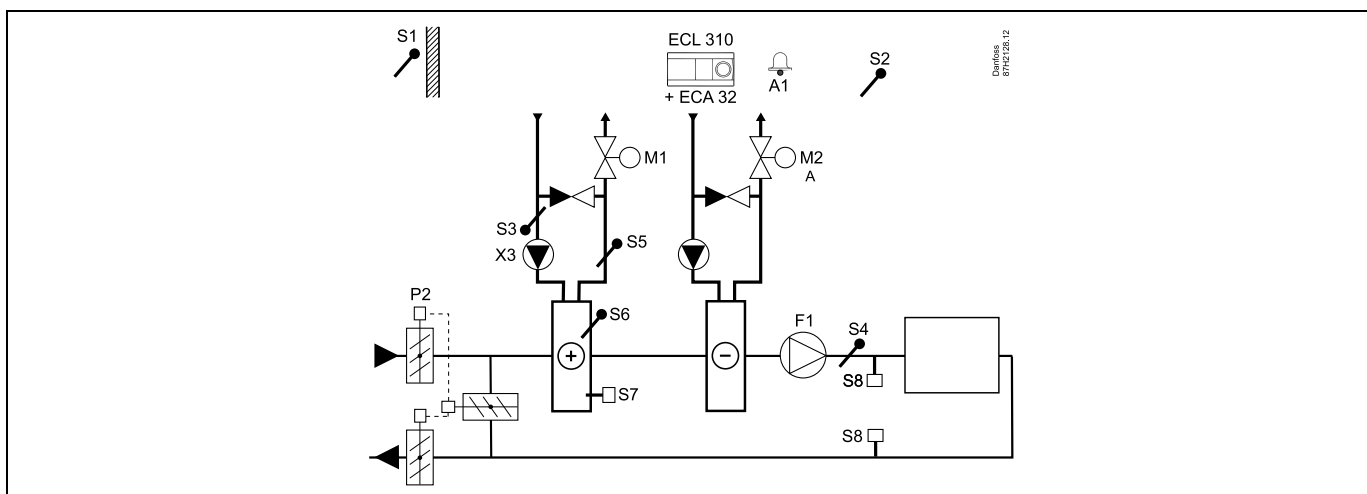 S1
ECL 310
+ ECA 32
A1
S2
Danfoss
87H2128.12
M1
M2
A
S3
X3
S5
P2
S6
F1
S4
S8
S7
S8